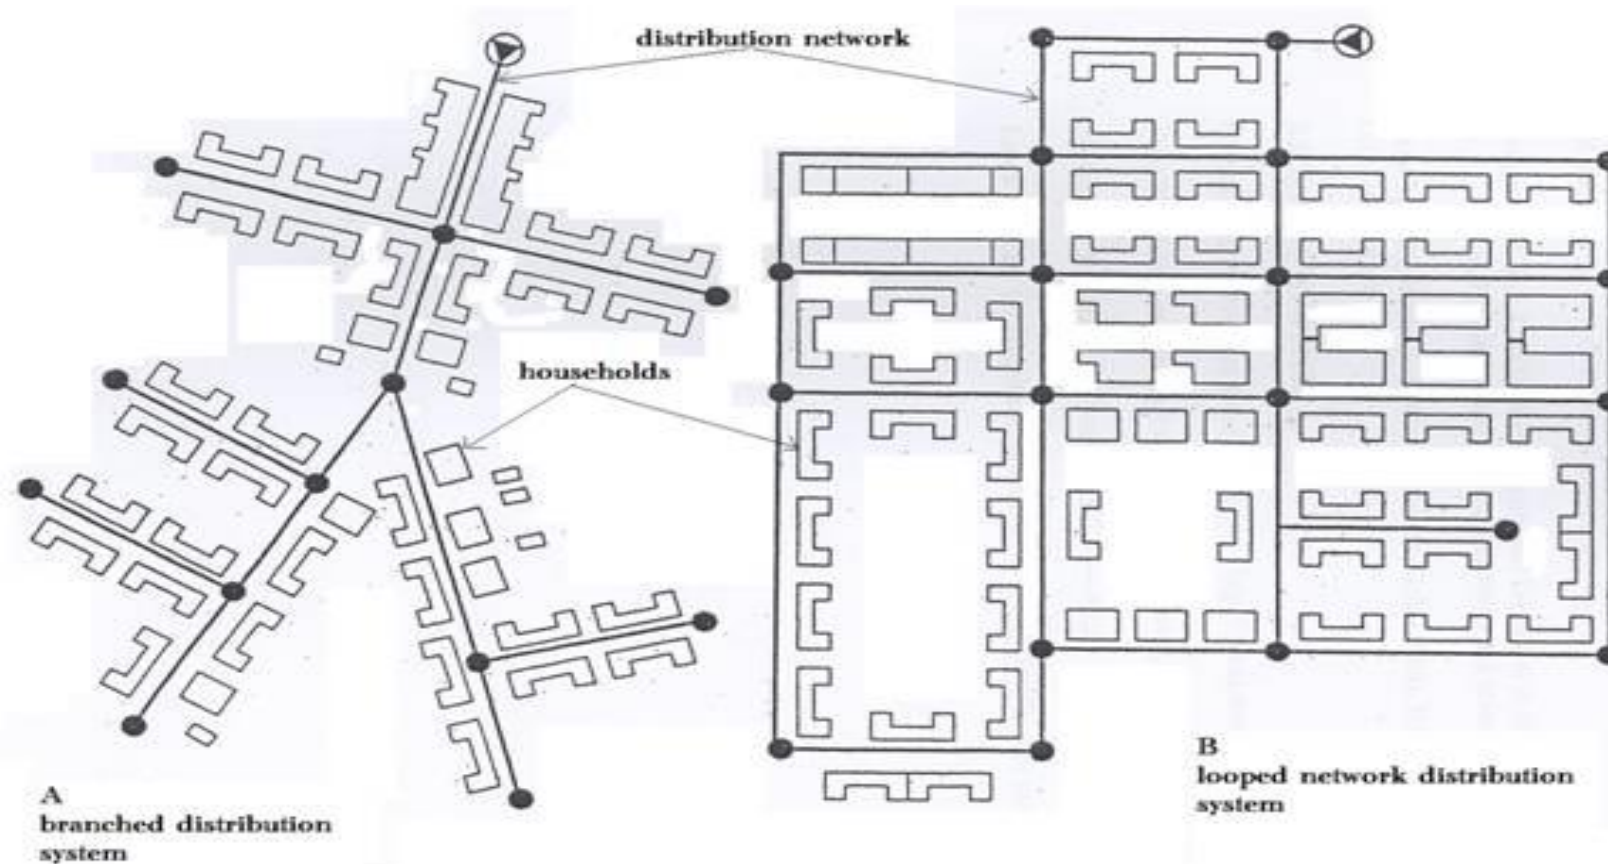 distribution network
households
A
branched distribution
system
B
looped network distribution
system